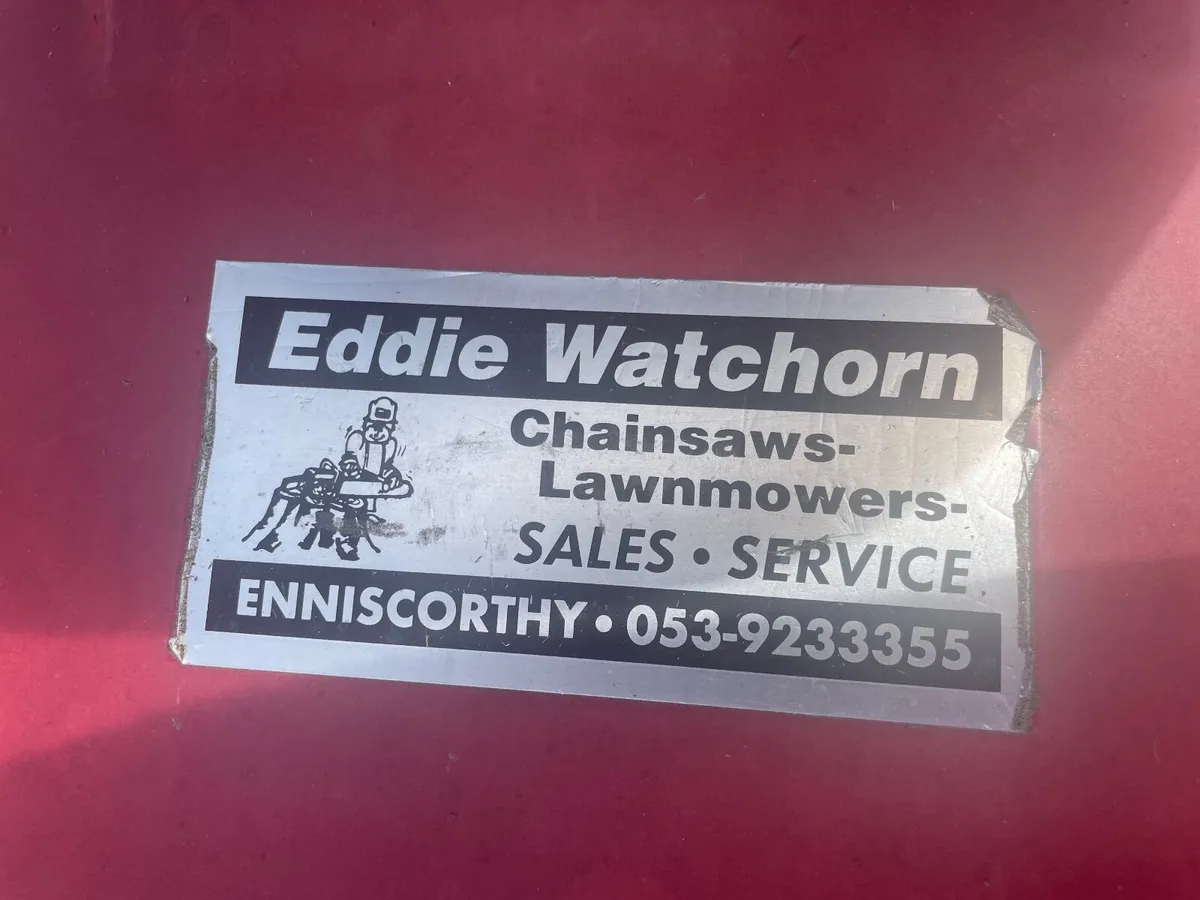 Eddie Watchorn
Chainsaws-
Lawnmowers-
SALES • SERVICE
ENNISCORTHY • 053-9233355